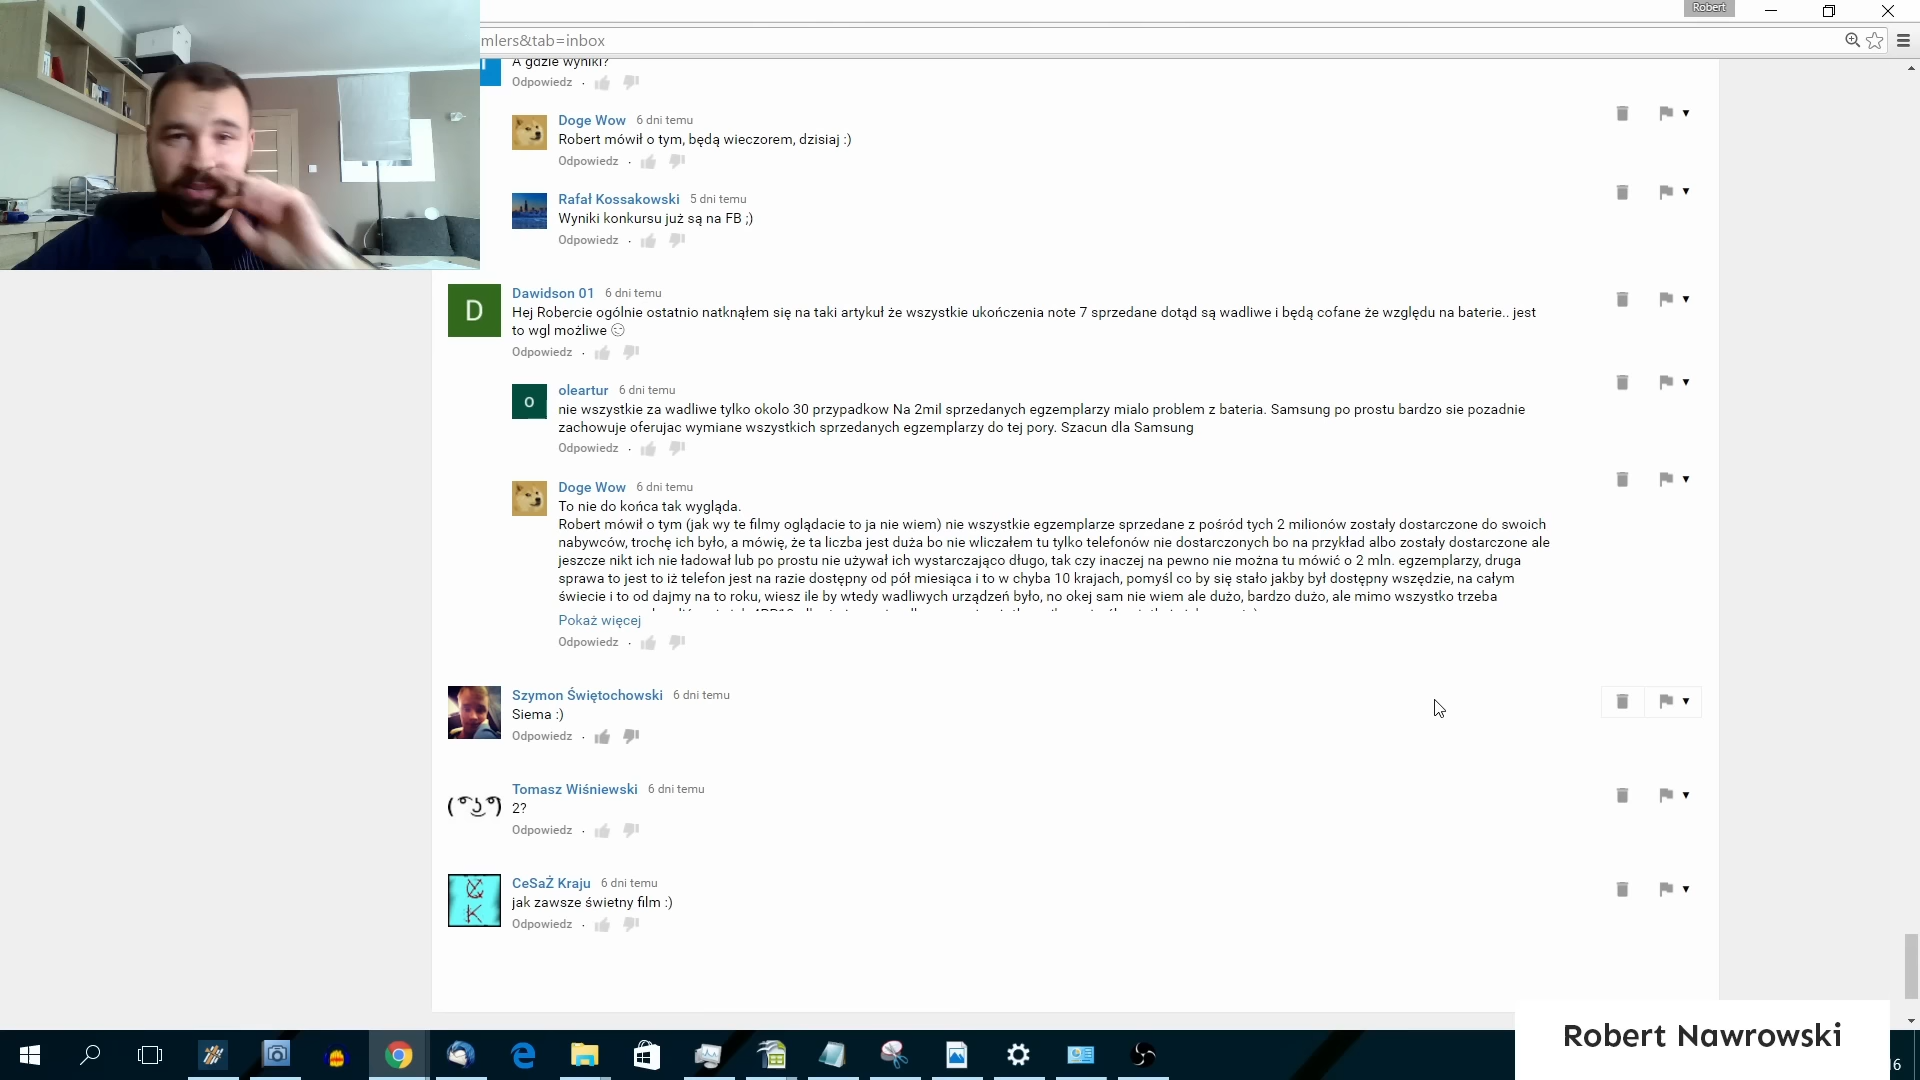 Robert
mlers&tab=inbox
A gdzie wyniki?
Odpowiedz
Doge Wow 6 dni temu
Robert mówił o tym, będą wieczorem, dzisiaj :)
Odpowiedz
Rafał Kossakowski 5 dni temu
Wyniki konkursu już są na FB ;)
Odpowiedz
D
Dawidson 01 6 dni temu
Hej Robercie ogólnie ostatnio natknąłem się na taki artykuł że wszystkie ukończenia note 7 sprzedane dotąd są wadliwe i będą cofane że względu na baterie.. jest
to wgl możliwe
Odpowiedz
o
oleartur 6 dni temu
nie wszystkie za wadliwe tylko okolo 30 przypadkow Na 2mil sprzedanych egzemplarzy mialo problem z bateria. Samsung po prostu bardzo sie pozadnie
zachowuje oferujac wymiane wszystkich sprzedanych egzemplarzy do tej pory. Szacun dla Samsung
Odpowiedz
Doge Wow 6 dni temu
To nie do końca tak wygląda.
Robert mówił o tym (jak wy te filmy oglądacie to ja nie wiem) nie wszystkie egzemplarze sprzedane z pośród tych 2 milionów zostały dostarczone do swoich
nabywców, trochę ich było, a mówię, że ta liczba jest duża bo nie wliczałem tu tylko telefonów nie dostarczonych bo na przykład albo zostały dostarczone ale
jeszcze nikt ich nie ładował lub po prostu nie używał ich wystarczająco długo, tak czy inaczej na pewno nie można tu mówić o 2 mln. egzemplarzy, druga
sprawa to jest to iż telefon jest na razie dostępny od pół miesiąca i to w chyba 10 krajach, pomyśl co by się stało jakby był dostępny wszędzie, na całym
świecie i to od dajmy na to roku, wiesz ile by wtedy wadliwych urządzeń było, no okej sam nie wiem ale dużo, bardzo dużo, ale mimo wszystko trzeba
Pokaż więcej
Odpowiedz
Szymon Świętochowski 6 dni temu
Siema :)
Odpowiedz
Tomasz Wiśniewski 6 dni temu
( ͡° ͜ʖ ͡°)
2?
Odpowiedz
CeSaŻ Kraju 6 dni temu
jak zawsze świetny film :)
Odpowiedz
Robert Nawrowski
16